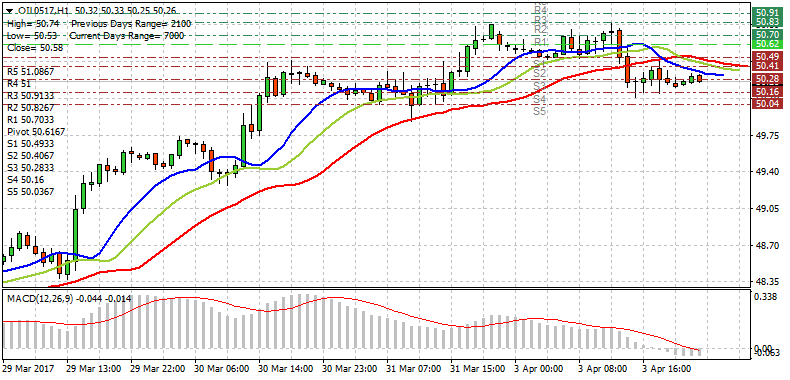 OIL0517,H1 50.32 50.33 50.25 50.26
High= 50.74 Previous Days Range= 2100
Low= 50.53 Current Days Range= 7000
Close= 50.58
R5 51.0867
R4 51
R3 50.9133
R2 50.8267
R1 50.7033
Pivot 50.6167
S1 50.4933
S2 50.4067
S3 50.2833
S4 50.16
S5 50.0367
R4
R3
R2
R1
S1
S2
S3
S4
S5
50.91
50.83
50.70
50.62
50.49
50.41
50.28
50.16
50.04
49.75
49.40
49.05
48.70
48.35
MACD(12,26,9) -0.044 -0.014
0.338
0.00
-0.063
29 Mar 2017
29 Mar 13:00
29 Mar 22:00
30 Mar 06:00
30 Mar 14:00
30 Mar 23:00
31 Mar 07:00
31 Mar 15:00
3 Apr 00:00
3 Apr 08:00
3 Apr 16:00